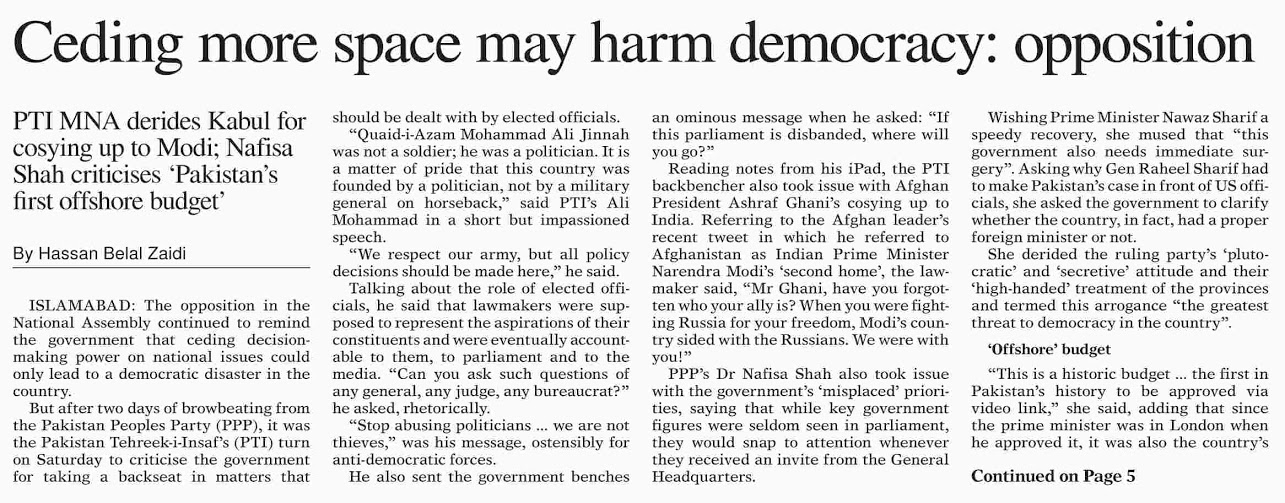 Ceding more space may harm democracy: opposition
PTI MNA derides Kabul for
cosying up to Modi; Nafisa
Shah criticises ‘Pakistan’s
first offshore budget’
By Hassan Belal Zaidi
ISLAMABAD: The opposition in the
National Assembly continued to remind
the government that ceding decision-
making power on national issues could
only lead to a democratic disaster in the
country.
But after two days of browbeating from
the Pakistan Peoples Party (PPP), it was
the Pakistan Tehreek-i-Insaf’s (PTI) turn
on Saturday to criticise the government
for taking a backseat in matters that
should be dealt with by elected officials.
“Quaid-i-Azam Mohammad Ali Jinnah
was not a soldier; he was a politician. It is
a matter of pride that this country was
founded by a politician, not by a military
general on horseback,” said PTI’s Ali
Mohammad in a short but impassioned
speech.
“We respect our army, but all policy
decisions should be made here,” he said.
Talking about the role of elected offi-
cials, he said that lawmakers were sup-
posed to represent the aspirations of their
constituents and were eventually account-
able to them, to parliament and to the
media. “Can you ask such questions of
any general, any judge, any bureaucrat?”
he asked, rhetorically.
“Stop abusing politicians ... we are not
thieves,” was his message, ostensibly for
anti-democratic forces.
He also sent the government benches
an ominous message when he asked: “If
this parliament is disbanded, where will
you go?”
Reading notes from his iPad, the PTI
backbencher also took issue with Afghan
President Ashraf Ghani’s cosying up to
India. Referring to the Afghan leader’s
recent tweet in which he referred to
Afghanistan as Indian Prime Minister
Narendra Modi’s ‘second home’, the law-
maker said, “Mr Ghani, have you forgot-
ten who your ally is? When you were fight-
ing Russia for your freedom, Modi’s coun-
try sided with the Russians. We were with
you!”
PPP’s Dr Nafisa Shah also took issue
with the government’s ‘misplaced’ priori-
ties, saying that while key government
figures were seldom seen in parliament,
they would snap to attention whenever
they received an invite from the General
Headquarters.
Wishing Prime Minister Nawaz Sharif a
speedy recovery, she mused that “this
government also needs immediate sur-
gery”. Asking why Gen Raheel Sharif had
to make Pakistan’s case in front of US offi-
cials, she asked the government to clarify
whether the country, in fact, had a proper
foreign minister or not.
She derided the ruling party’s ‘pluto-
cratic’ and ‘secretive’ attitude and their
‘high-handed’ treatment of the provinces
and termed this arrogance “the greatest
threat to democracy in the country”.
‘Offshore’ budget
“This is a historic budget ... the first in
Pakistan’s history to be approved via
video link,” she said, adding that since
the prime minister was in London when
he approved it, it was also the country’s
Continued on Page 5